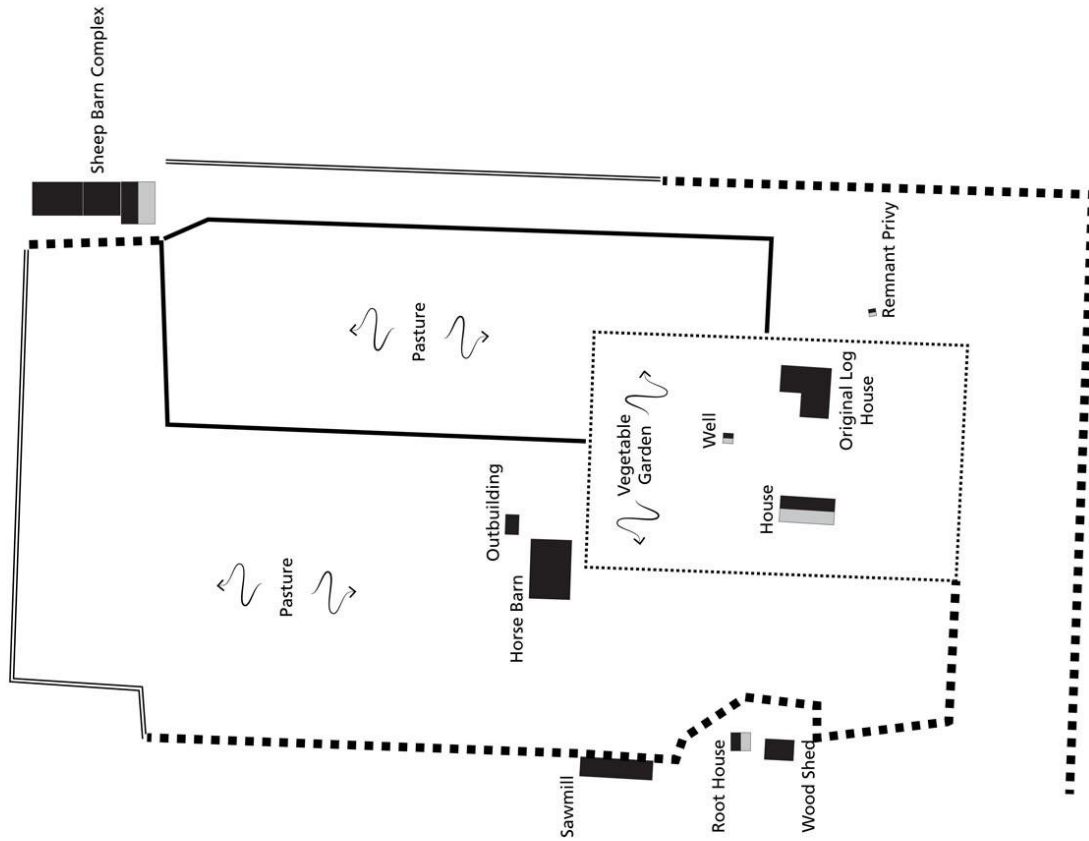 Sheep Barn Complex
Pasture
Pasture
Outbuilding
Horse Barn
Vegetable
Garden
Well
House
Original Log
House
Remnant Privy
Sawmill
Root House
Wood Shed